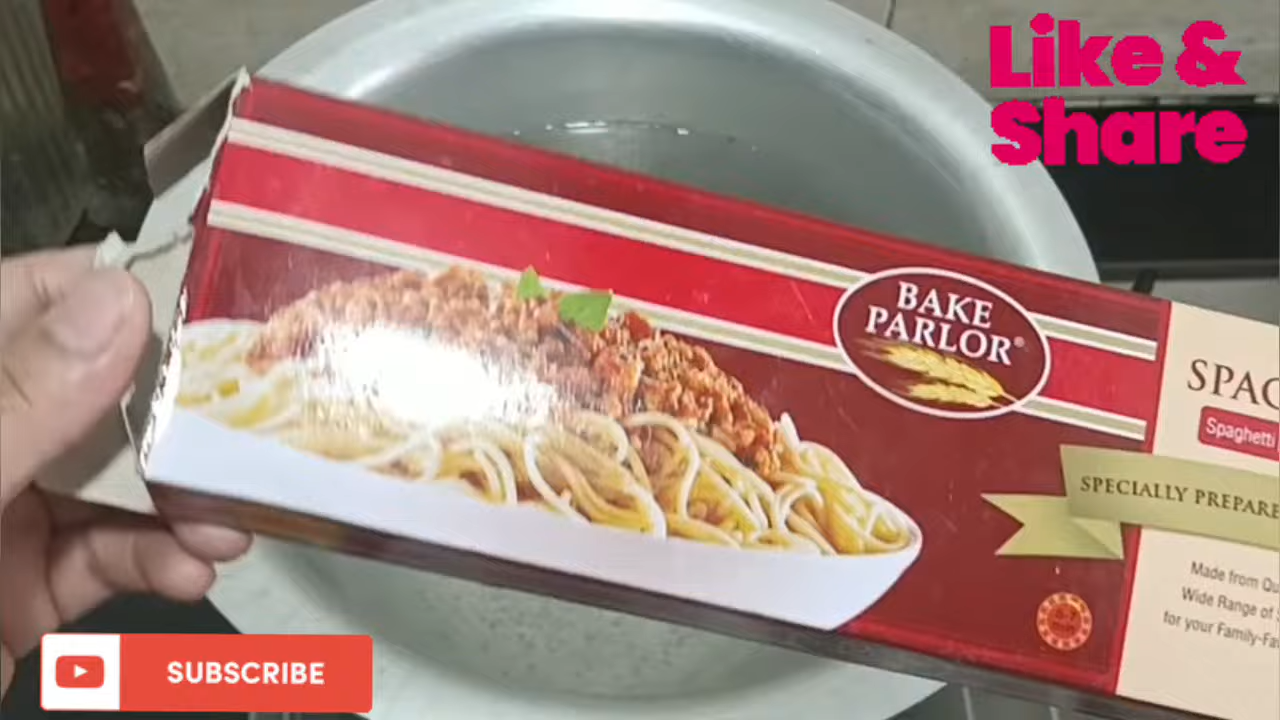 Like &
Share
BAKE
PARLOR®
SPAG
Spaghetti
SPECIALLY PREPARE
Made from Qu
Wide Range of S
for your Family-Fa
SUBSCRIBE